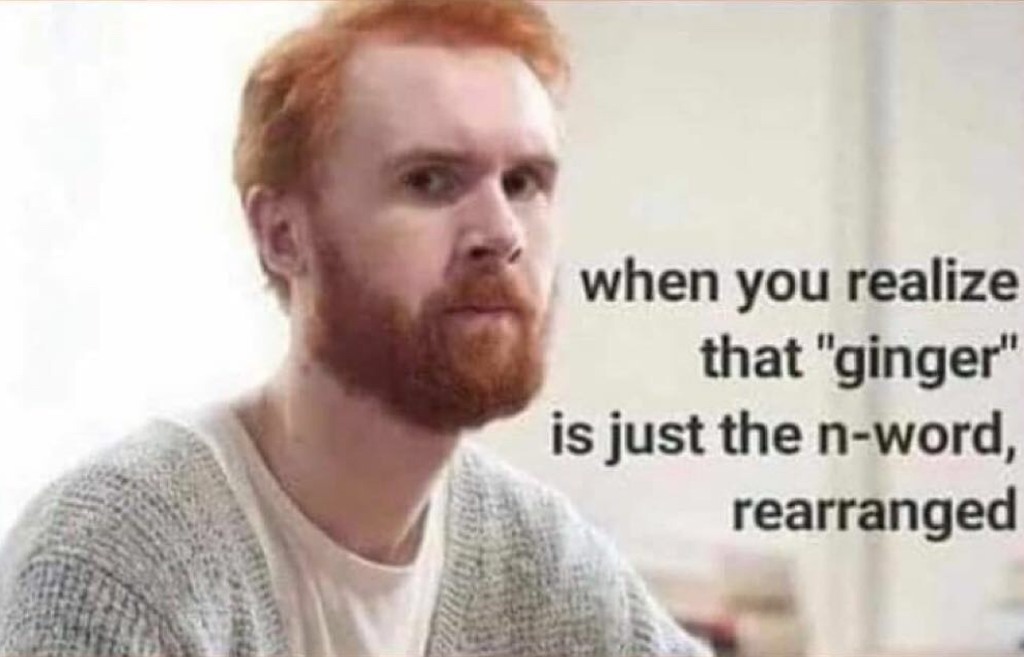 when you realize
that "ginger"
is just the n-word,
rearranged